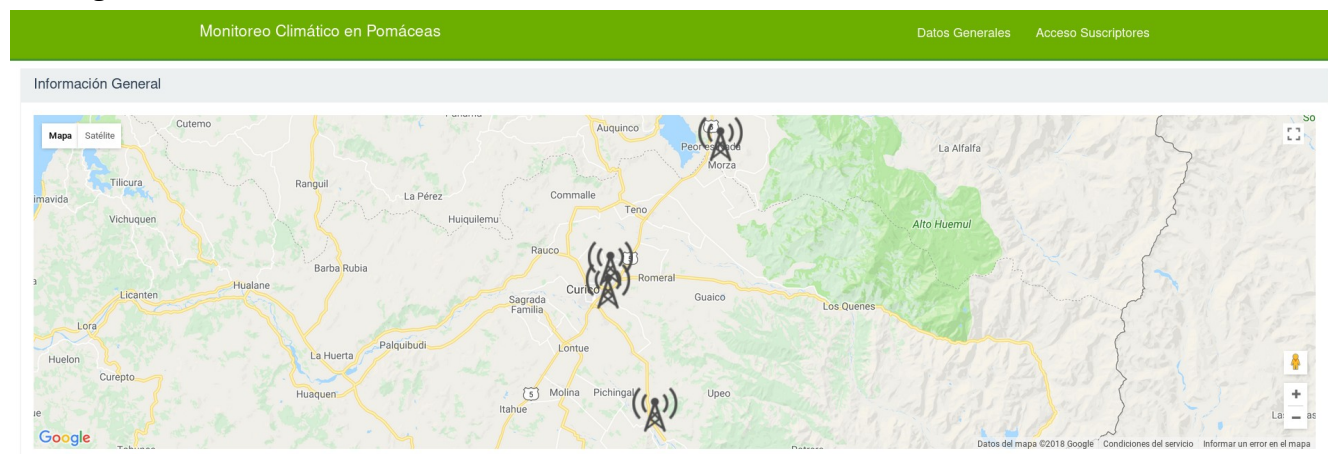 Monitoreo Climático en Pomáceas
Datos Generales Acceso Suscriptores
Información General
Mapa Satélite
Cutemo
Auquinco
Morza
La Alfalfa
Tilicura
Ranguil
La Pérez
Commalle
Teno
imavida
Vichuquen
Huiquilemu
Alto Huemul
Rauco
Barba Rubia
Romeral
Licanten
Hualane
Sagrada
Familia
Guaico
Los Quenes
Lora
Palquibudi
Lontue
La Huerta
Huelon
Curepto
Huaquen
5
Molina
Upeo
Itahue
Google
Datos del mapa ©2018 Google Condiciones del servicio Informar un error en el mapa